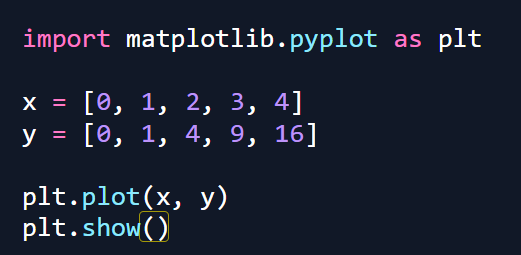 import matplotlib.pyplot as plt
x = [0, 1, 2, 3, 4]
y = [0, 1, 4, 9, 16]
plt.plot(x, y)
plt.show()